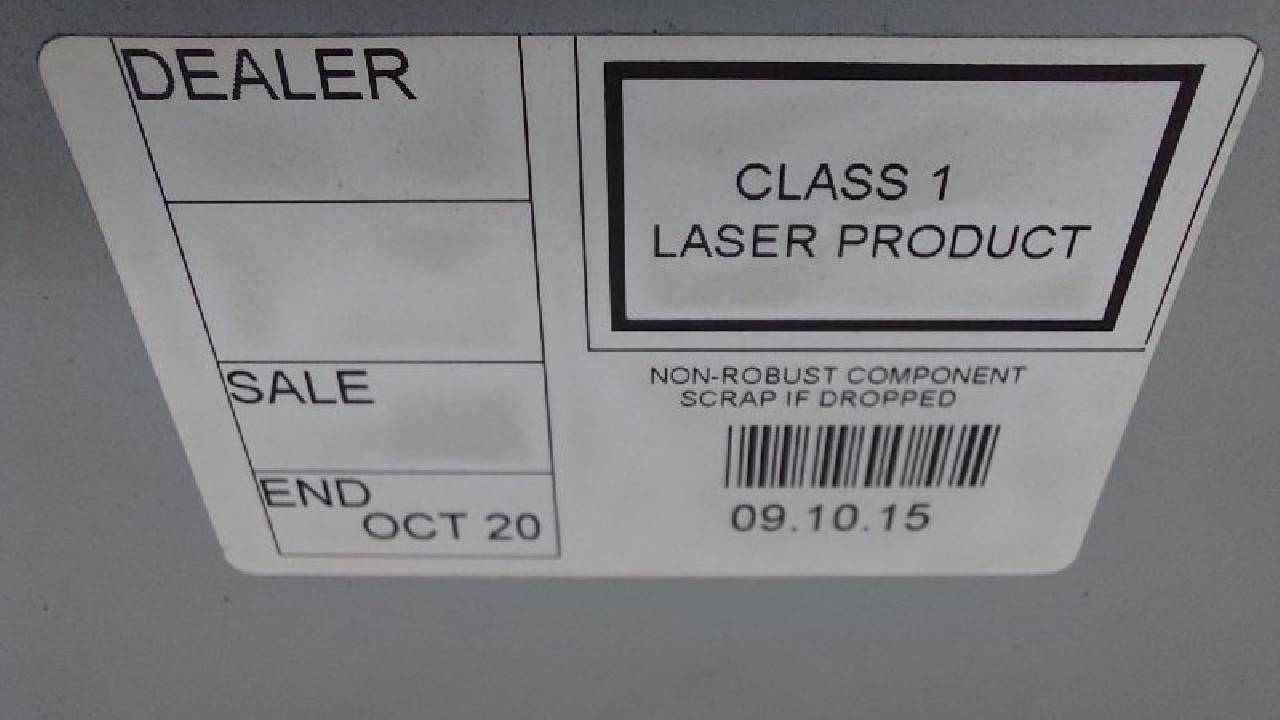 DEALER
SALE
END
OCT 20
CLASS 1
LASER PRODUCT
NON-ROBUST COMPONENT
SCRAP IF DROPPED
09.10.15